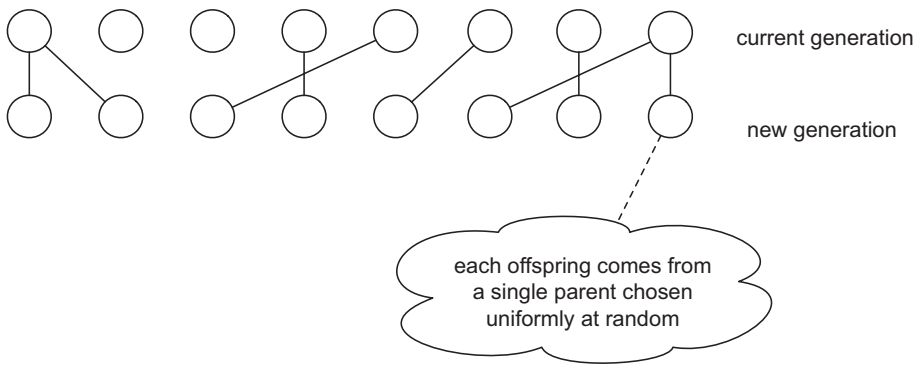 current generation
new generation
each offspring comes from
a single parent chosen
uniformly at random